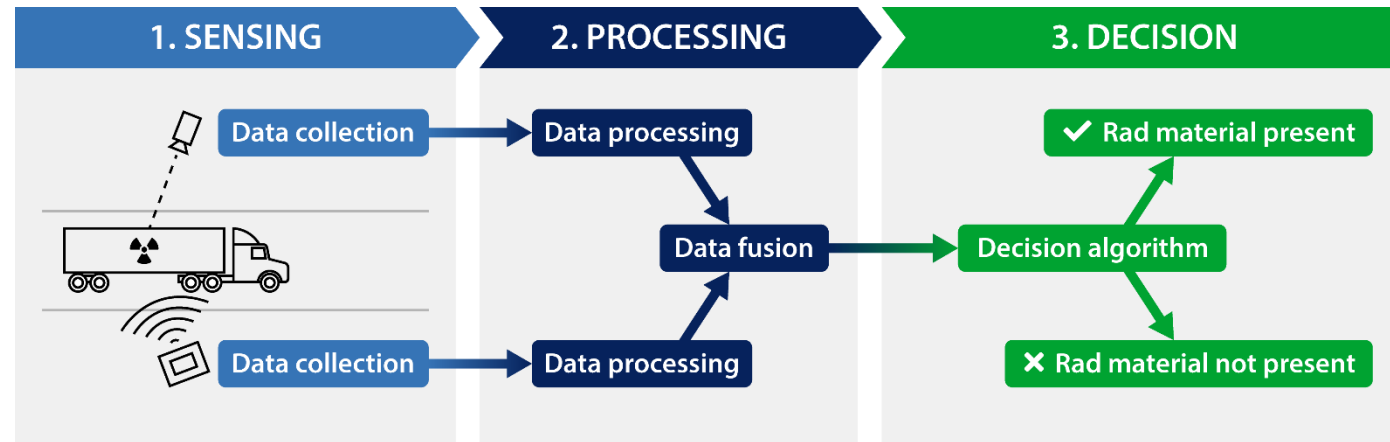 1. SENSING
2. PROCESSING
3. DECISION
Data collection
Data processing
Rad material present
Data fusion
Decision algorithm
Data collection
Data processing
Rad material not present